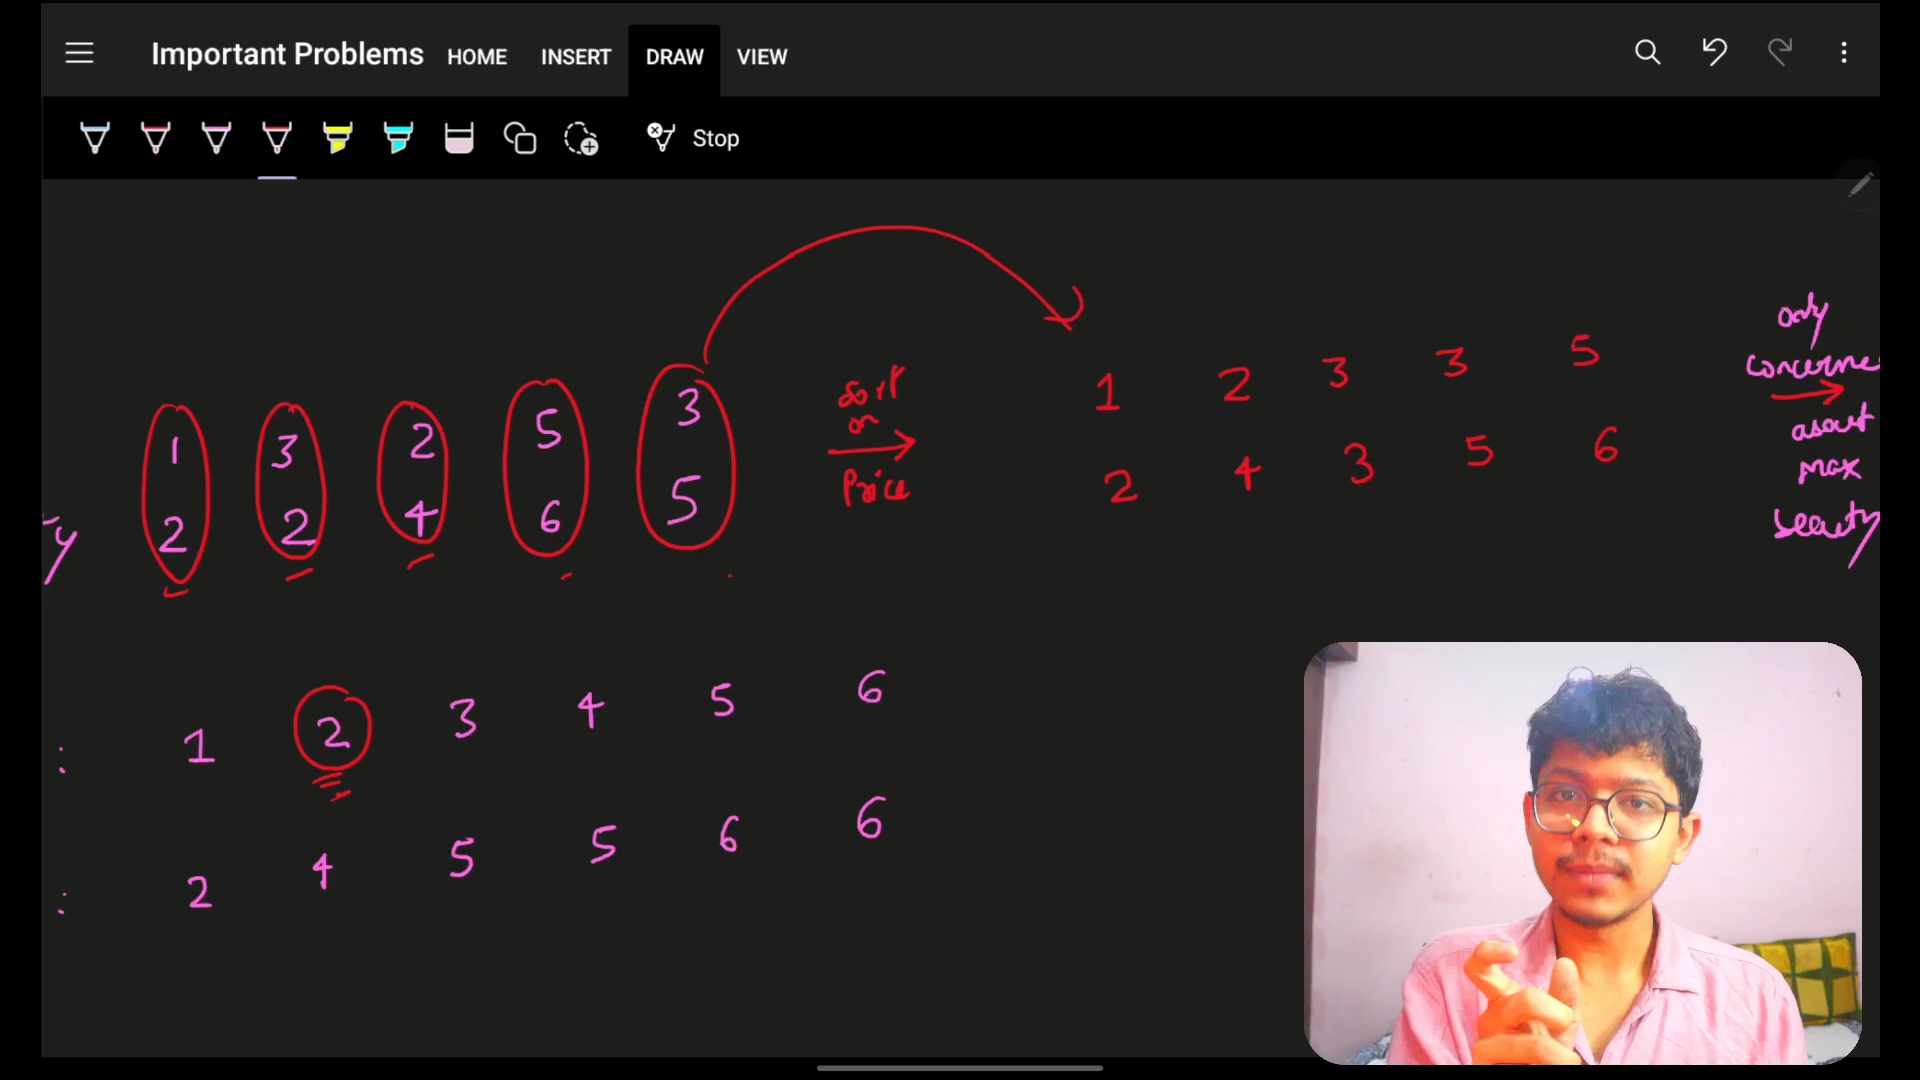 Important Problems HOME INSERT DRAW VIEW
Stop
1 3 2 5 3
2 2 4 6 5
y
sort
on
Price
1 2 3 3 5
2 4 3 5 6
only
concerne
about
max
beauty
: 1 2 3 4 5 6
: 2 4 5 5 6 6